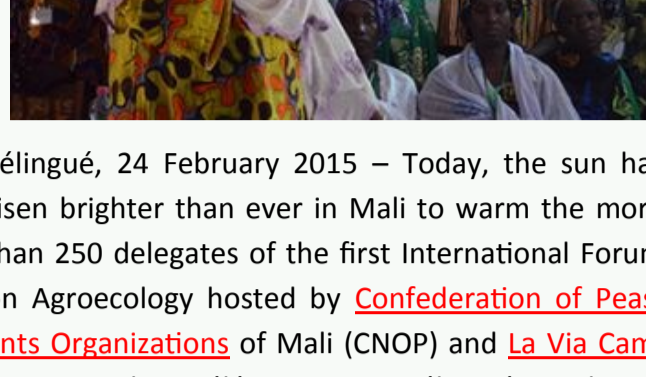 élingué, 24 February 2015 – Today, the sun ha
isen brighter than ever in Mali to warm the mor
han 250 delegates of the first International Foru
n Agroecology hosted by Confederation of Peas
nts Organizations of Mali (CNOP) and La Via Cam